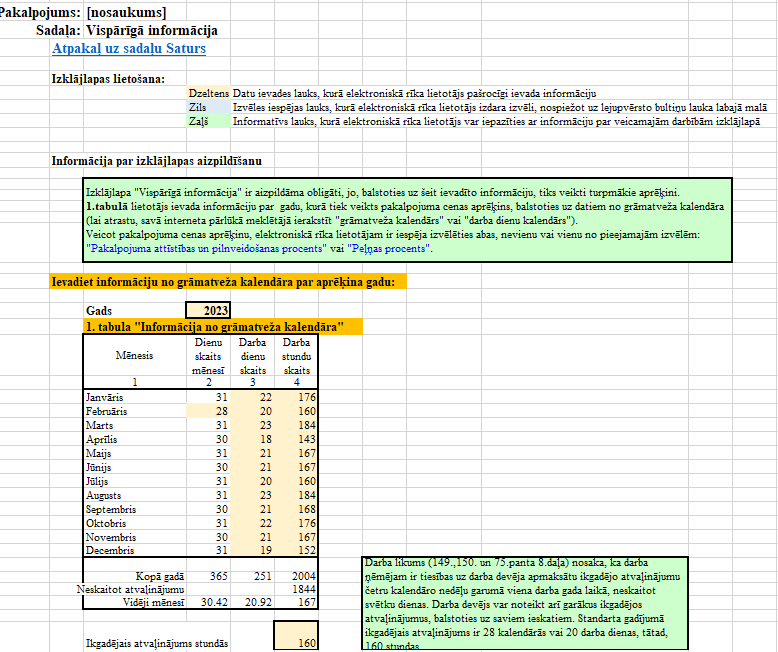 Pakalpojums: [nosaukums]
Sadaļa: Vispārīgā informācija
Atpakaļ uz sadaļu Saturs
Izklājlapas lietošana:
Dzeltens Datu ievades lauks, kurā elektroniskā rīka lietotājs pašrocīgi ievada informāciju
Zils Izvēles iespējas lauks, kurā elektroniskā rīka lietotājs izdara izvēli, nospiežot uz lejupvērsto bultiņu lauka labajā malā
Zaļš Informatīvs lauks, kurā elektroniskā rīka lietotājs var iepazīties ar informāciju par veicamajām darbībām izklājlapā
Informācija par izklājlapas aizpildīšanu
Izklājlapa "Vispārīgā informācija" ir aizpildāma obligāti, jo, balstoties uz šeit ievadīto informāciju, tiks veikti turpmākie aprēķini.
1.tabulā lietotājs ievada informāciju par gadu, kurā tiek veikts pakalpojuma cenas aprēķins, balstoties uz datiem no grāmatveža kalendāra
(lai atrastu, savā interneta pārlūkā meklētājā ierakstīt "grāmatveža kalendārs" vai "darba dienu kalendārs").
Veicot pakalpojuma cenas aprēķinu, elektroniskā rīka lietotājam ir iespēja izvēlēties abas, nevienu vai vienu no pieejamajām izvēlēm:
"Pakalpojuma attīstības un pilnveidošanas procents" vai "Peļņas procents".
Ievadiet informāciju no grāmatveža kalendāra par aprēķina gadu:
Gads 2023
1. tabula "Informācija no grāmatveža kalendāra"
Mēnesis Dienu skaits mēnesī Darba dienu skaits Darba stundu skaits
1 2 3 4
Janvāris 31 22 176
Februāris 28 20 160
Marts 31 23 184
Aprīlis 30 18 143
Maijs 31 21 167
Jūnijs 30 21 167
Jūlijs 31 20 160
Augusts 31 23 184
Septembris 30 21 168
Oktobris 31 22 176
Novembris 30 21 167
Decembris 31 19 152
Kopā gadā 365 251 2004
Neskaitot atvaļinājumu 1844
Vidēji mēnesī 30.42 20.92 167
Ikgadējais atvaļinājums stundās 160
Darba likums (149.,150. un 75.panta 8.daļa) nosaka, ka darba
ņēmējam ir tiesības uz darba devēja apmaksātu ikgadējo atvaļinājumu
četru kalendāro nedēļu garumā viena darba gada laikā, neskaitot
svētku dienas. Darba devējs var noteikt arī garākus ikgadējos
atvaļinājumus, balstoties uz saviem ieskatiem. Standarta gadījumā
ikgadējais atvaļinājums ir 28 kalendārās vai 20 darba dienas, tātad,
160 stundas.